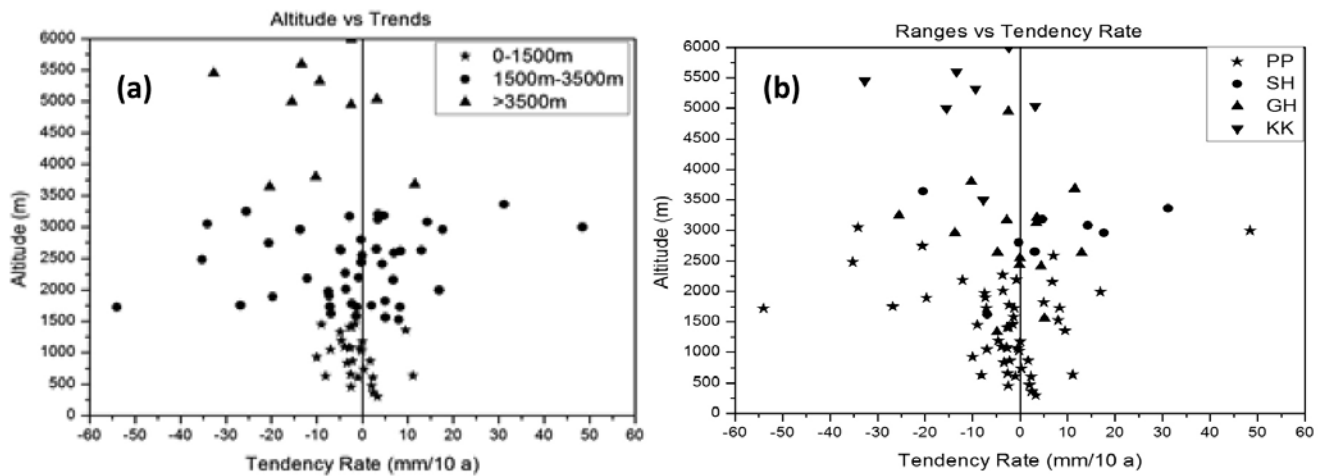 Altitude vs Trends
(a)
0-1500m
1500m-3500m
>3500m
6000
5500
5000
4500
4000
3500
3000
2500
2000
1500
1000
500
0
Altitude (m)
-60 -50 -40 -30 -20 -10 0 10 20 30 40 50 60
Tendency Rate (mm/10 a)
Ranges vs Tendency Rate
(b)
PP
SH
GH
KK
6000
5500
5000
4500
4000
3500
3000
2500
2000
1500
1000
500
0
Altitude (m)
-60 -50 -40 -30 -20 -10 0 10 20 30 40 50 60
Tendency Rate (mm/10 a)